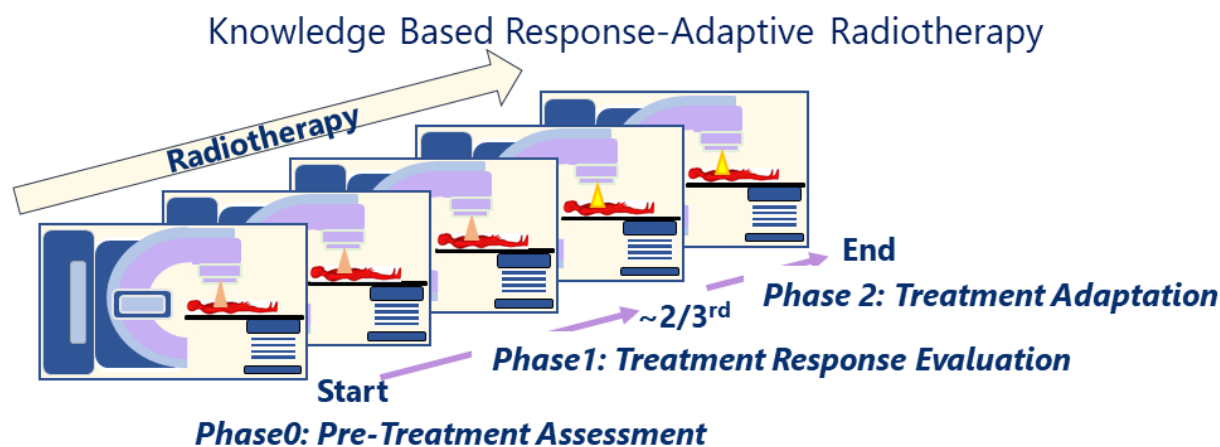 Knowledge Based Response-Adaptive Radiotherapy
Radiotherapy
End
Phase 2: Treatment Adaptation
~2/3rd
Phase1: Treatment Response Evaluation
Start
Phase0: Pre-Treatment Assessment